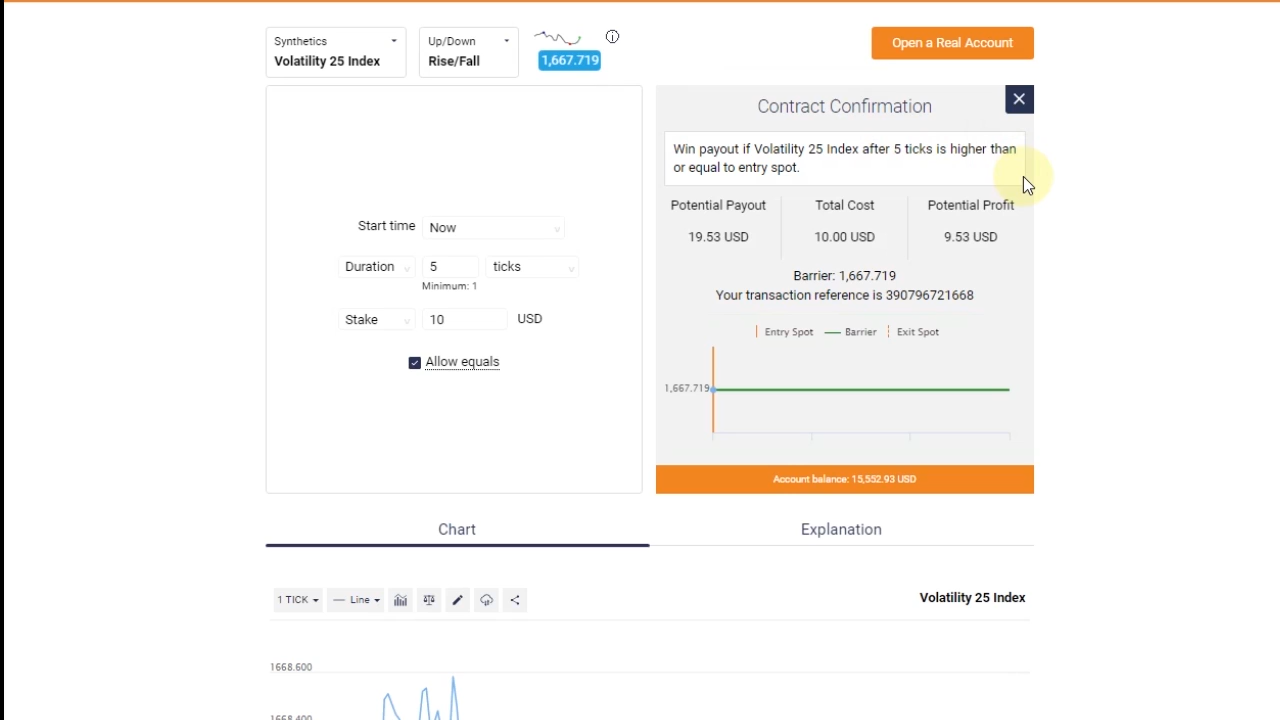 Synthetics
Volatility 25 Index
Up/Down
Rise/Fall
1,667.719
Open a Real Account
Start time Now
Duration 5 ticks
Minimum: 1
Stake 10 USD
Allow equals
Contract Confirmation
Win payout if Volatility 25 Index after 5 ticks is higher than
or equal to entry spot.
Potential Payout Total Cost Potential Profit
19.53 USD 10.00 USD 9.53 USD
Barrier: 1,667.719
Your transaction reference is 390796721668
Entry Spot Barrier Exit Spot
1,667.719
Account balance: 15,552.93 USD
Chart Explanation
1 TICK Line
Volatility 25 Index
1668.600
1668.400